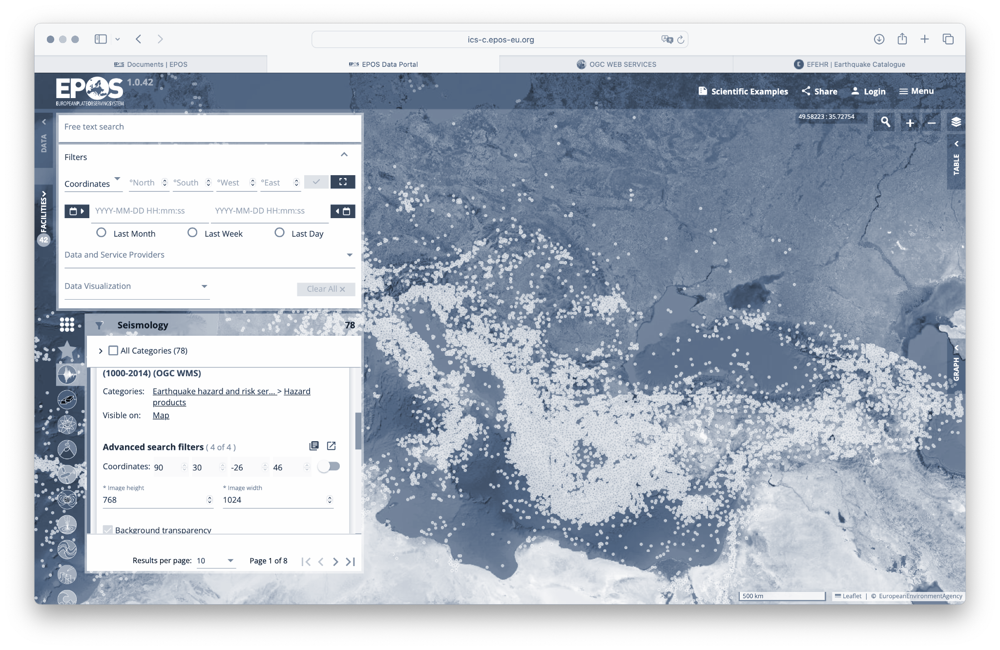 ics-c.epos-eu.org
EPOS Documents | EPOS
EPOS EPOS Data Portal
OGC WEB SERVICES
E EFEHR | Earthquake Catalogue
EPOS 1.0.42
EUROPEANPLATEOBSERVINGSYSTEM
Scientific Examples Share Login Menu
DATA
FACILITIES
42
49.58223 : 35.72754
TABLE
GRAPH
Free text search
Filters
Coordinates °North °South °West °East
YYYY-MM-DD HH:mm:ss YYYY-MM-DD HH:mm:ss
Last Month Last Week Last Day
Data and Service Providers
Data Visualization Clear All ×
Seismology 78
All Categories (78)
(1000-2014) (OGC WMS)
Categories: Earthquake hazard and risk ser... > Hazard
products
Visible on: Map
Advanced search filters ( 4 of 4 )
Coordinates: 90 30 -26 46
* Image height * Image width
768 1024
Background transparency
Results per page: 10 Page 1 of 8
500 km
Leaflet | © EuropeanEnvironmentAgency